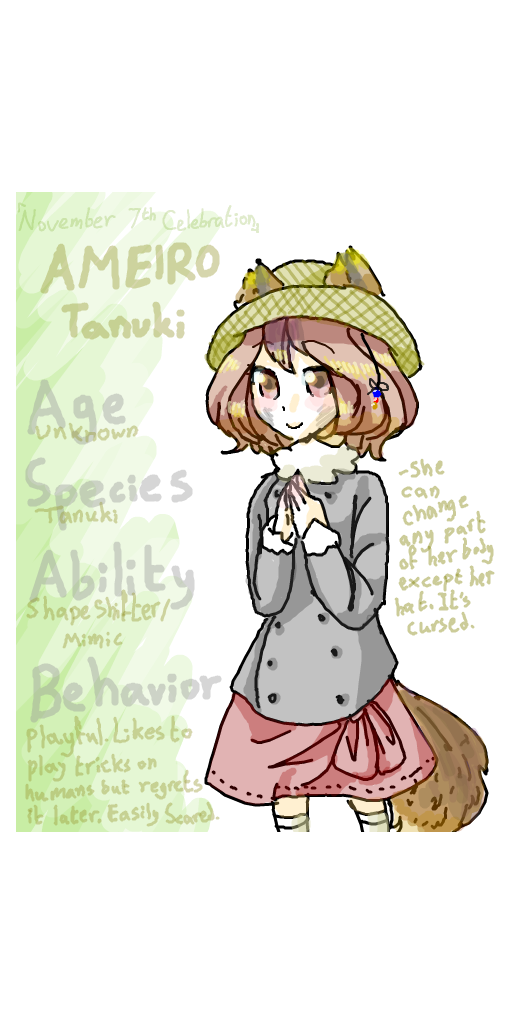 「November 7th Celebration」
AMEIRO
Tanuki
Age
Unknown
Species
Tanuki
Ability
Shape Shifter/
Mimic
Behavior
Playful. Likes to
play tricks on
humans but regrets
it later. Easily Scared.
-She
can
change
any part
of her body
except her
hat. It's
cursed.